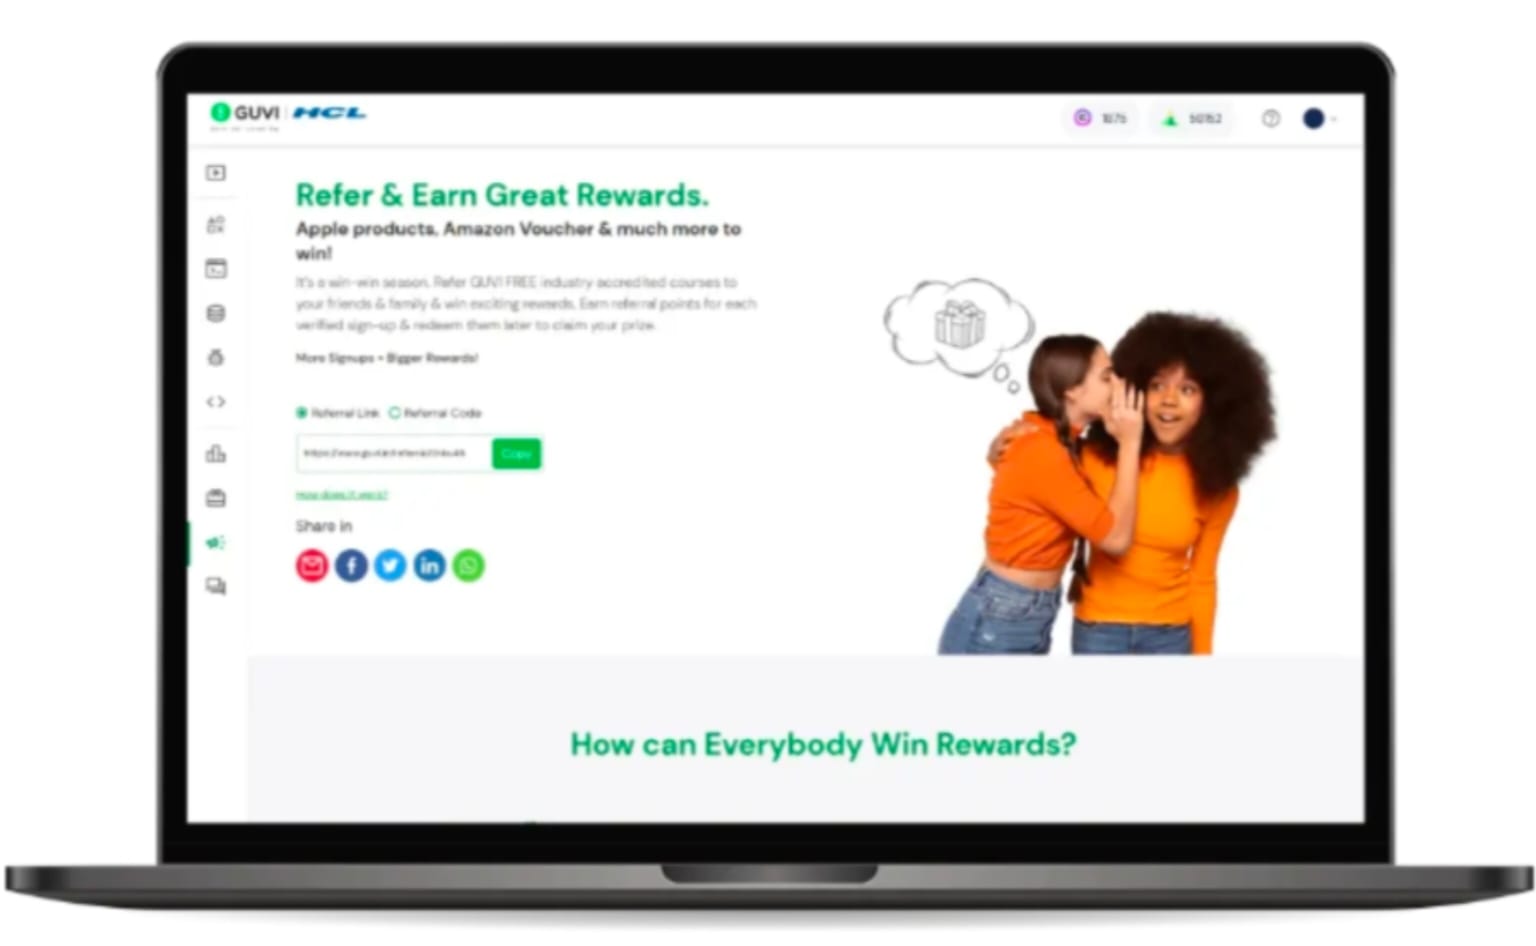 GUVI | HCL
Refer & Earn Great Rewards.
Apple products, Amazon Voucher & much more to
win!
It's a win-win season. Refer GUVI FREE industry accredited courses to
your friends & family & win exciting rewards. Earn referral points for each
verified sign-up & redeem them later to claim your prize.
More Signups = Bigger Rewards!
Referral Link Referral Code
Copy
How does it work?
Share in
How can Everybody Win Rewards?